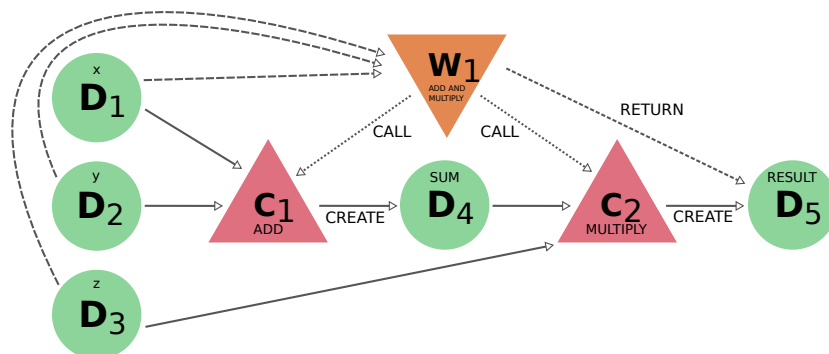 x
D1
W1
ADD AND
MULTIPLY
RETURN
CALL
CALL
y
D2
C1
ADD
CREATE
SUM
D4
C2
MULTIPLY
CREATE
RESULT
D5
z
D3